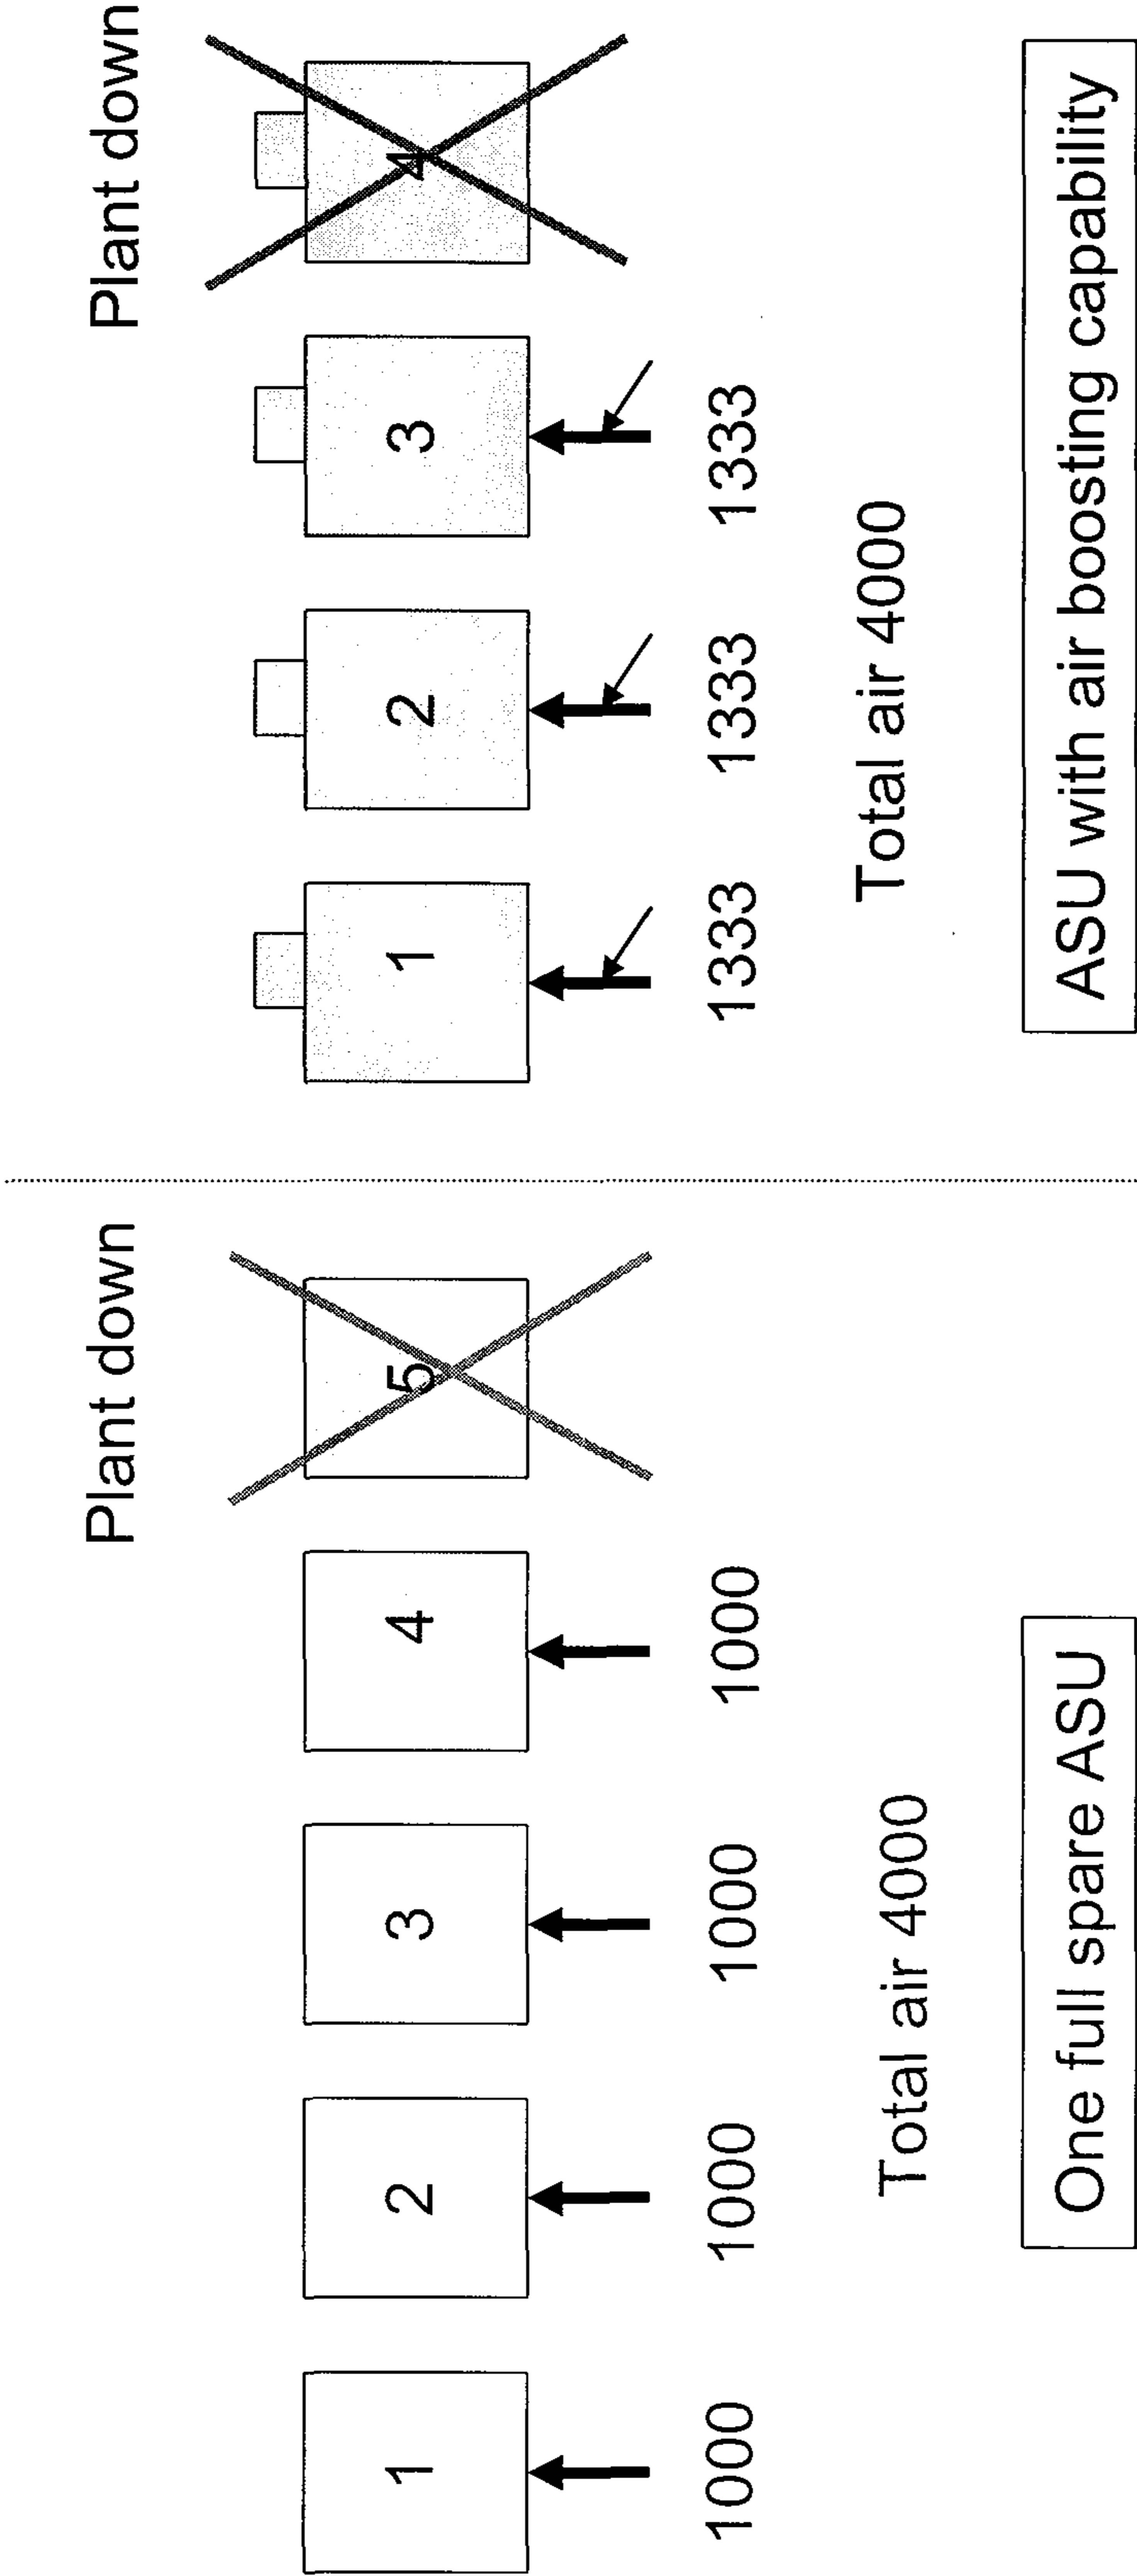 Plant down
1
2
3
4
5
1000
1000
1000
1000
Total air 4000
One full spare ASU
Plant down
1
2
3
4
1333
1333
1333
Total air 4000
ASU with air boosting capability